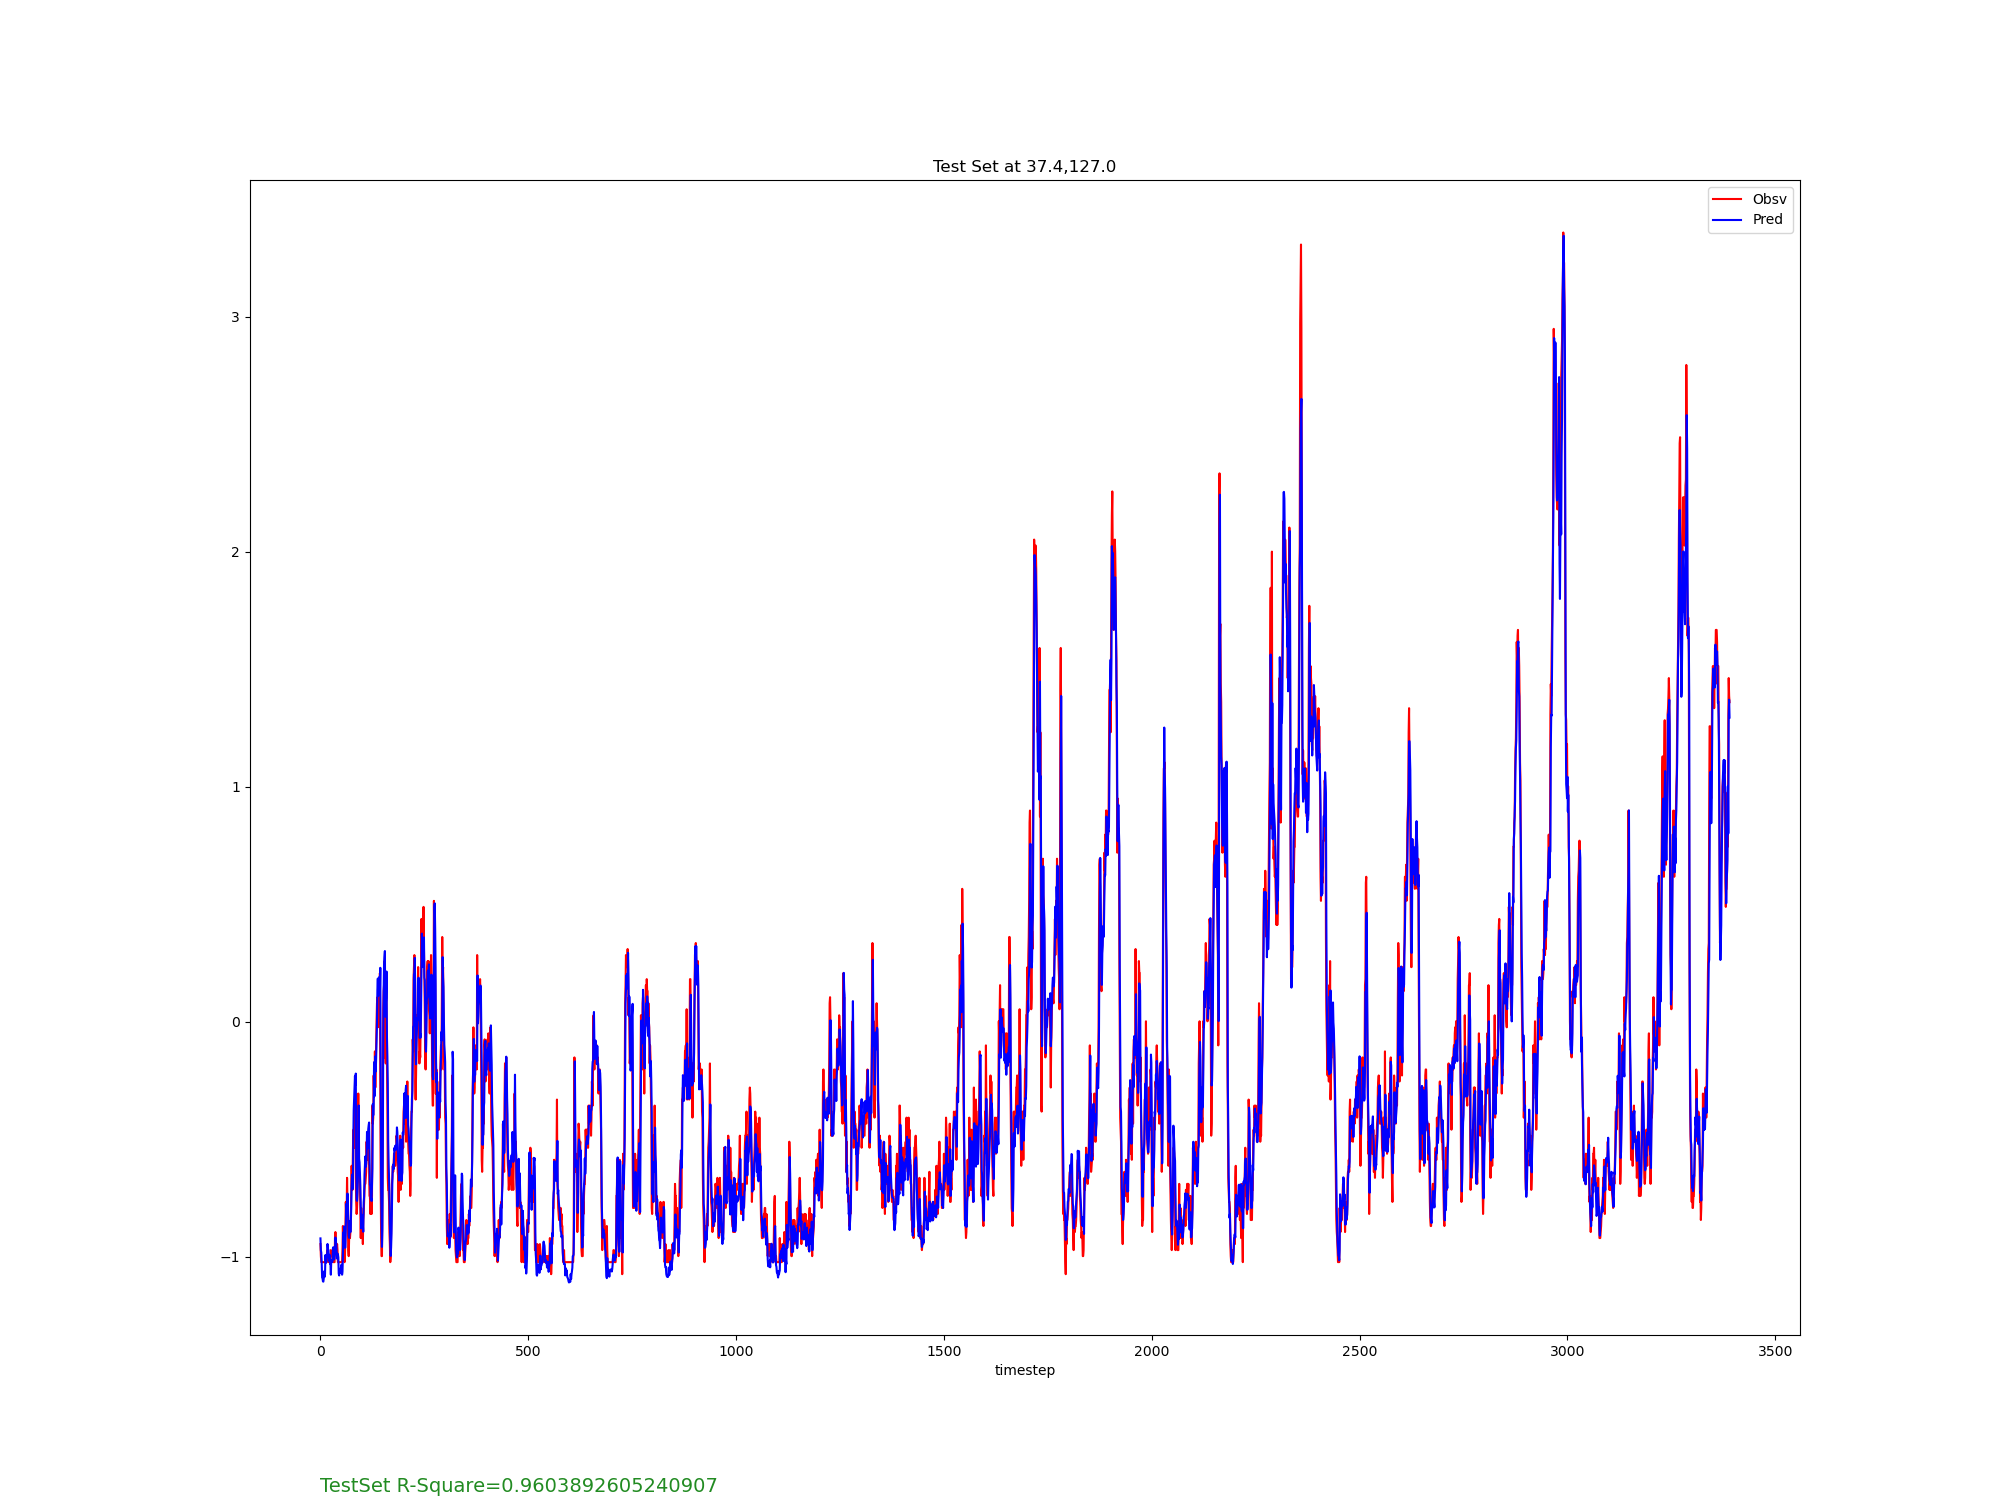 Test Set at 37.4,127.0
Obsv
Pred
3
2
1
0
−1
0 500 1000 1500 2000 2500 3000 3500
timestep
TestSet R-Square=0.9603892605240907